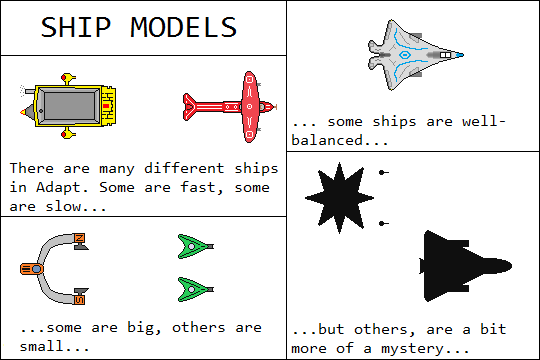 SHIP MODELS
There are many different ships
in Adapt. Some are fast, some
are slow...
...some are big, others are
small...
N
S
... some ships are well-
balanced...
...but others, are a bit
more of a mystery...